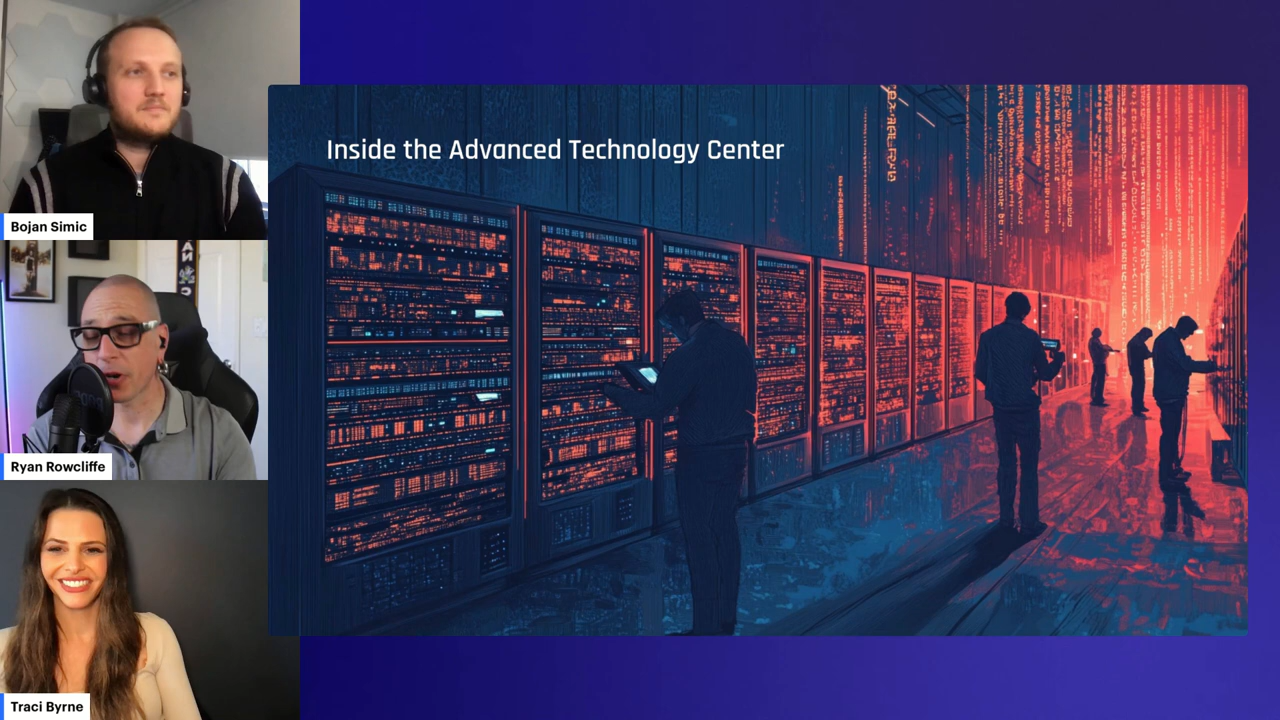 Inside the Advanced Technology Center
Bojan Simic
Ryan Rowcliffe
Traci Byrne